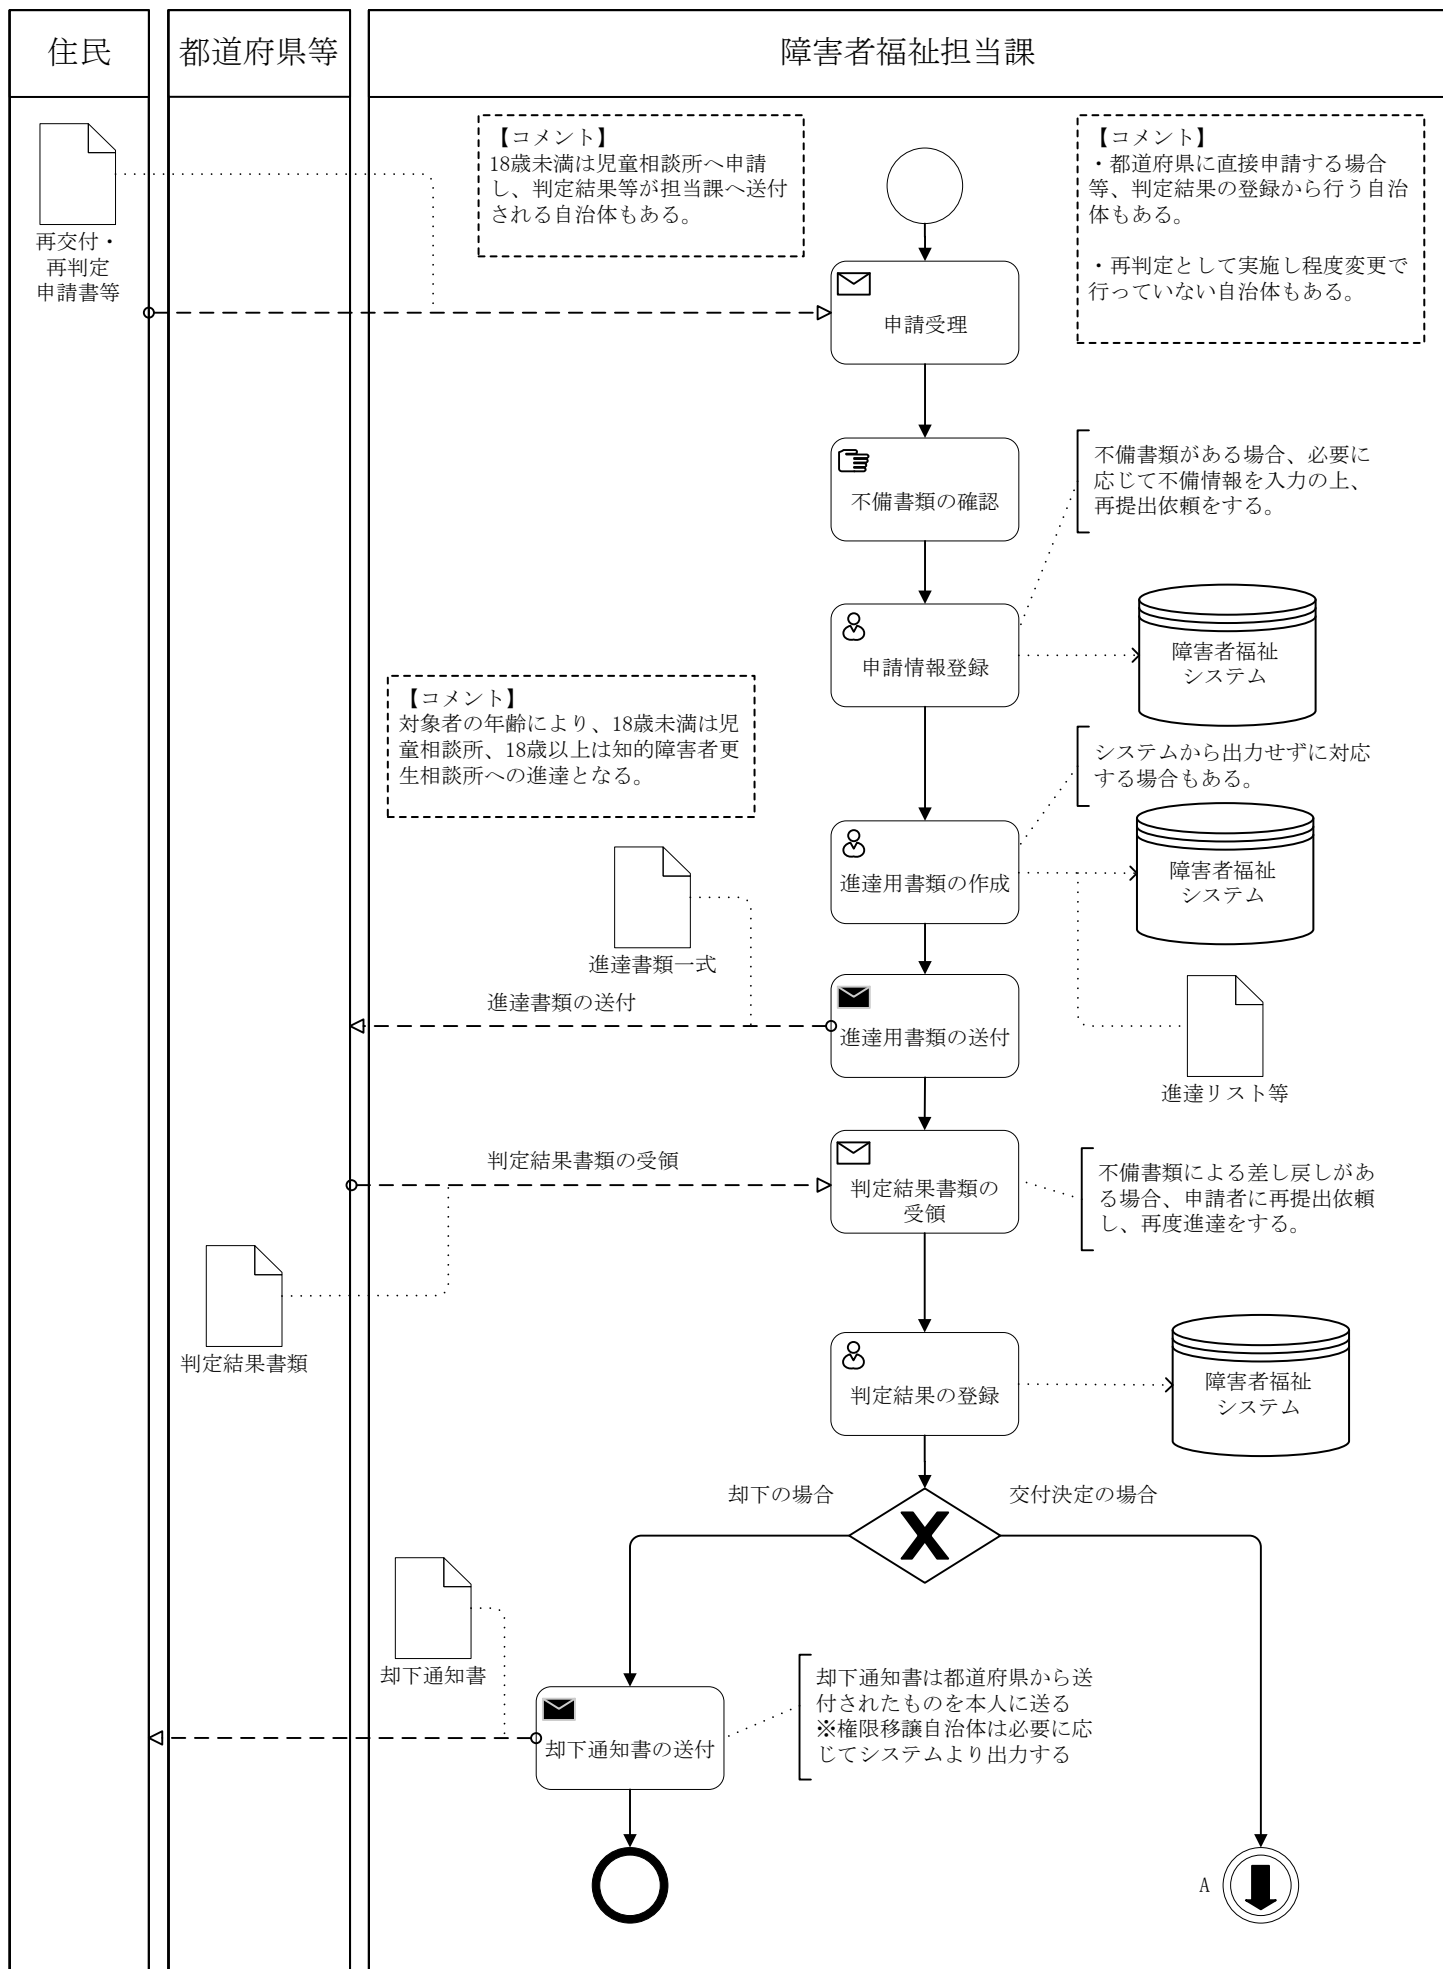 住民
都道府県等
障害者福祉担当課
再交付・
再判定
申請書等
【コメント】
18歳未満は児童相談所へ申請
し、判定結果等が担当課へ送付
される自治体もある。
【コメント】
・都道府県に直接申請する場合
等、判定結果の登録から行う自治
体もある。
・再判定として実施し程度変更で
行っていない自治体もある。
申請受理
不備書類の確認
不備書類がある場合、必要に
応じて不備情報を入力の上、
再提出依頼をする。
申請情報登録
障害者福祉
システム
【コメント】
対象者の年齢により、18歳未満は児
童相談所、18歳以上は知的障害者更
生相談所への進達となる。
システムから出力せずに対応
する場合もある。
進達用書類の作成
障害者福祉
システム
進達書類一式
進達書類の送付
進達用書類の送付
進達リスト等
判定結果書類の受領
判定結果書類の
受領
不備書類による差し戻しがあ
る場合、申請者に再提出依頼
し、再度進達をする。
判定結果書類
判定結果の登録
障害者福祉
システム
却下の場合
交付決定の場合
却下通知書
却下通知書の送付
却下通知書は都道府県から送
付されたものを本人に送る
※権限移譲自治体は必要に応
じてシステムより出力する
A